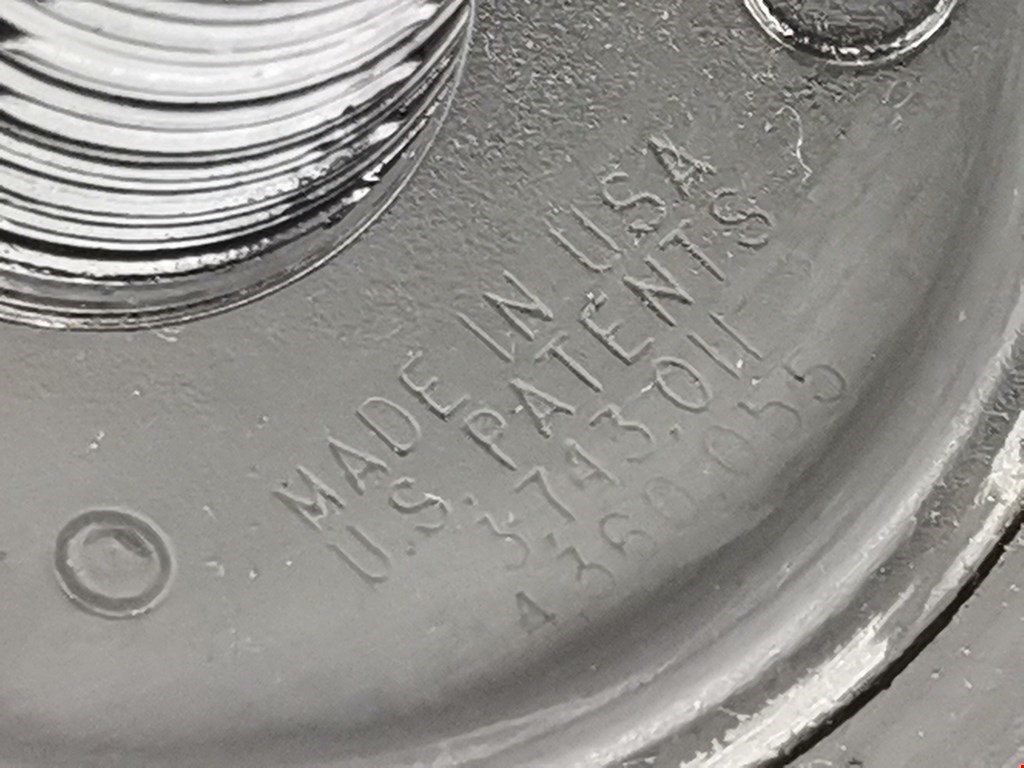 MADE IN USA
U.S. PATENTS
3,743,011
4,360,055